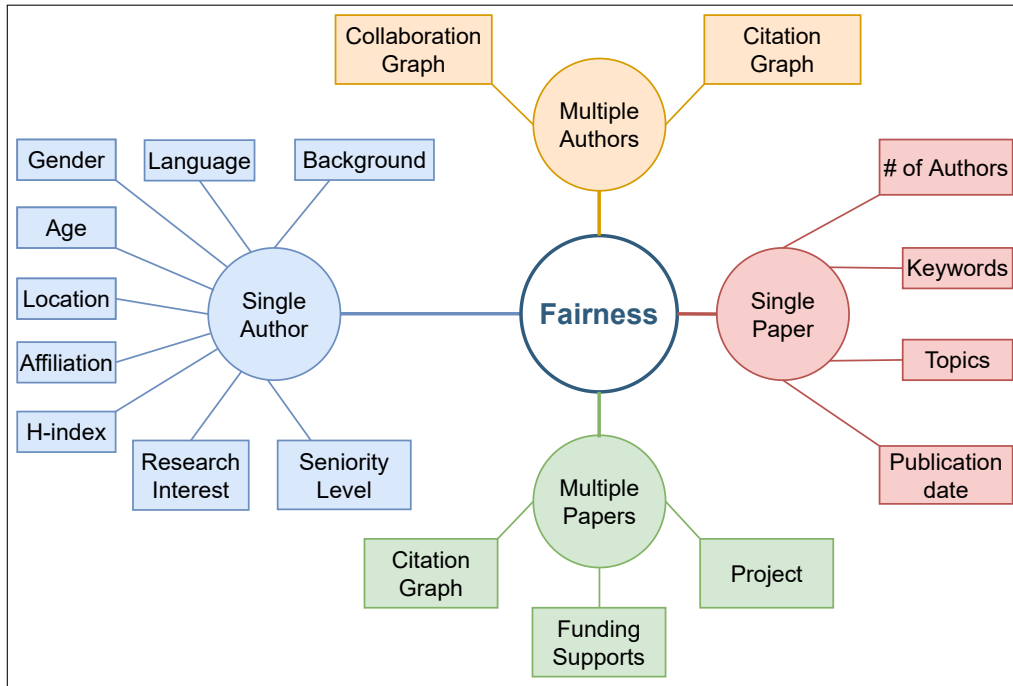 Collaboration
Graph
Citation
Graph
Multiple
Authors
Gender
Language
Background
Age
Location
Affiliation
H-index
Research
Interest
Seniority
Level
Single
Author
Fairness
Single
Paper
# of Authors
Keywords
Topics
Publication
date
Multiple
Papers
Citation
Graph
Funding
Supports
Project